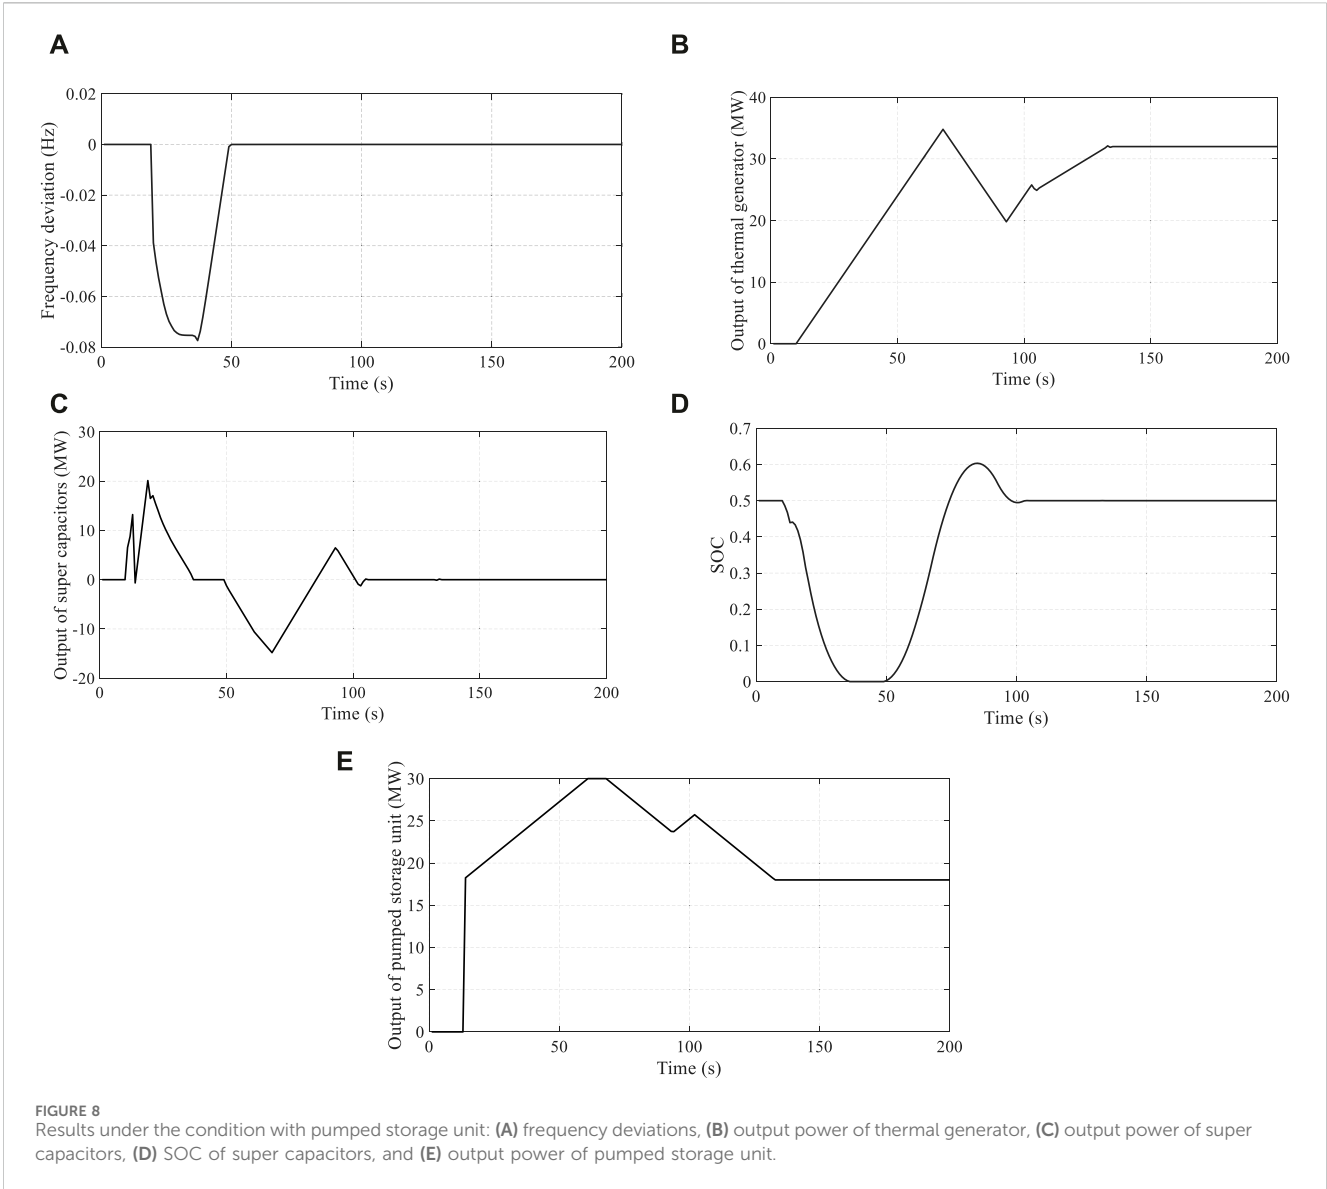 A
0.02
0
-0.02
-0.04
-0.06
-0.08
Frequency deviation (Hz)
0 50 100 150 200
Time (s)
B
40
30
20
10
0
Output of thermal generator (MW)
0 50 100 150 200
Time (s)
C
30
20
10
0
-10
-20
Output of super capacitors (MW)
0 50 100 150 200
Time (s)
D
0.7
0.6
0.5
0.4
0.3
0.2
0.1
0
SOC
0 50 100 150 200
Time (s)
E
30
25
20
15
10
5
0
Output of pumped storage unit (MW)
0 50 100 150 200
Time (s)
FIGURE 8
Results under the condition with pumped storage unit: (A) frequency deviations, (B) output power of thermal generator, (C) output power of super
capacitors, (D) SOC of super capacitors, and (E) output power of pumped storage unit.